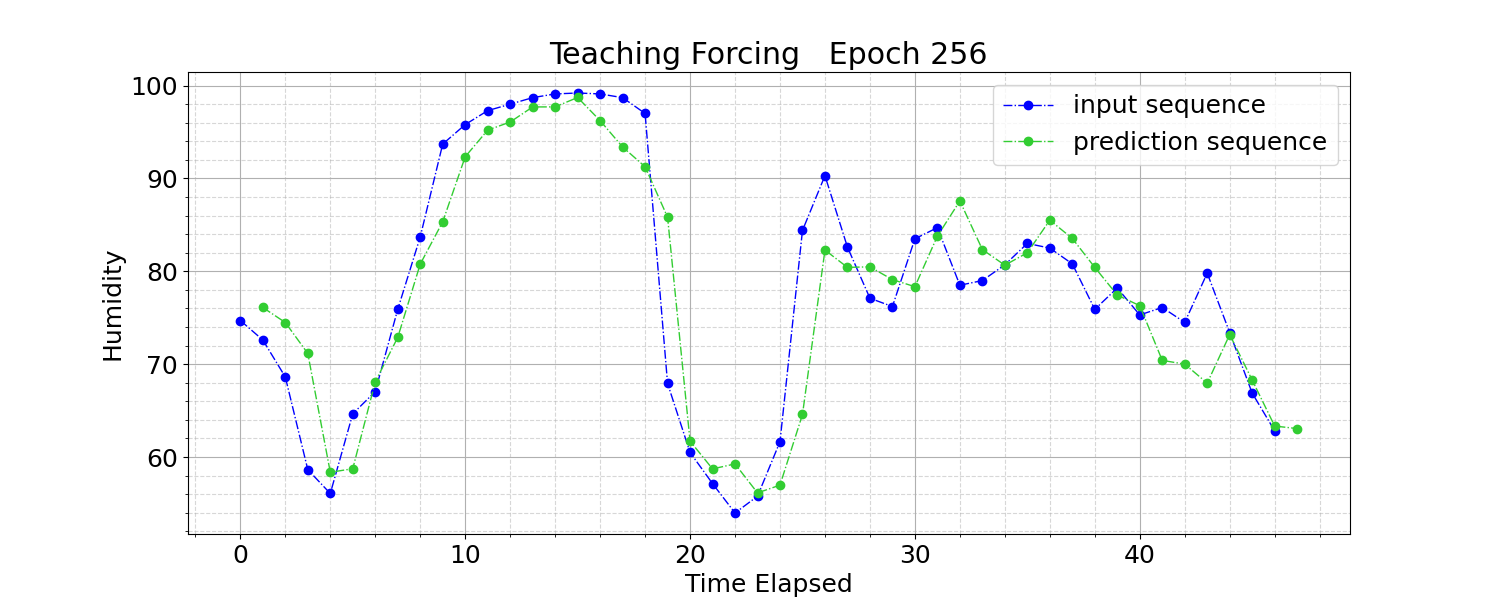 Teaching Forcing   Epoch 256
input sequence
prediction sequence
Humidity
100
90
80
70
60
0 10 20 30 40
Time Elapsed